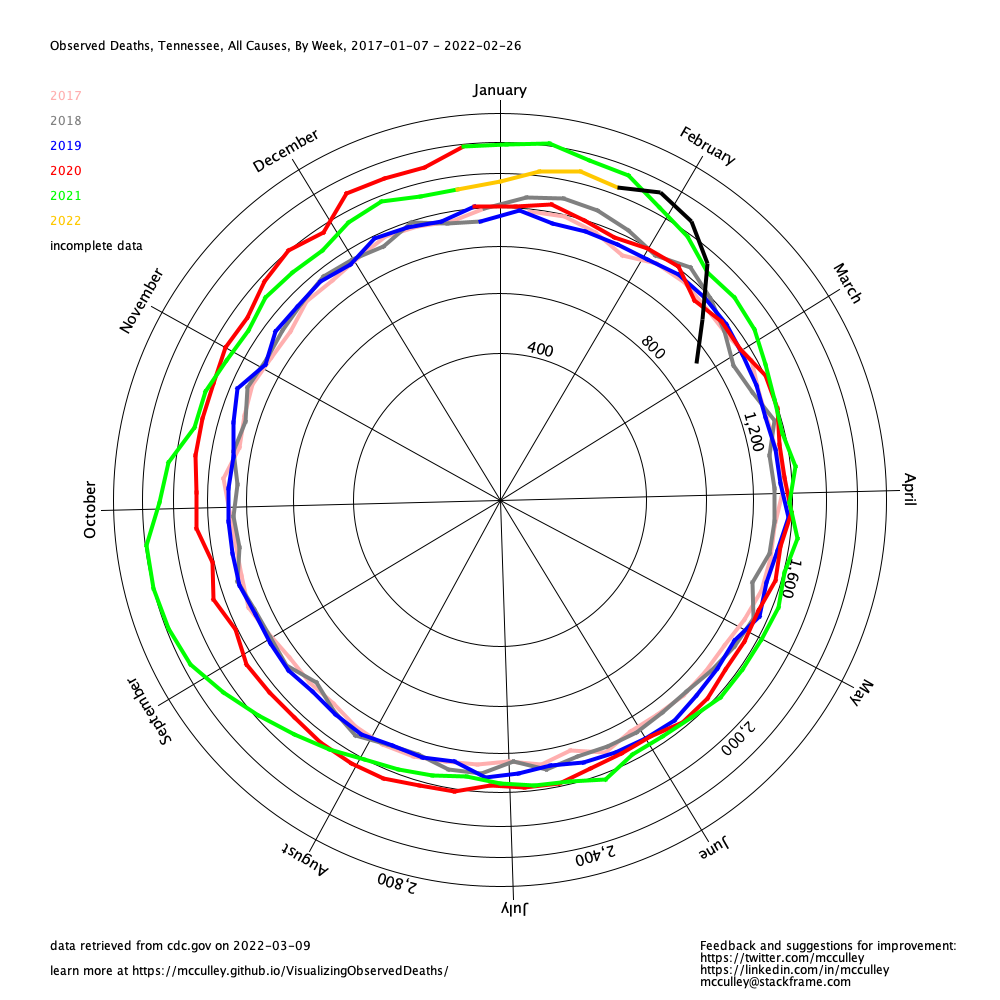 Observed Deaths, Tennessee, All Causes, By Week, 2017-01-07 - 2022-02-26
2017
2018
2019
2020
2021
2022
incomplete data
January
February
March
April
May
June
July
August
September
October
November
December
400
800
1,200
1,600
2,000
2,400
2,800
data retrieved from cdc.gov on 2022-03-09
learn more at https://mcculley.github.io/VisualizingObservedDeaths/
Feedback and suggestions for improvement:
https://twitter.com/mcculley
https://linkedin.com/in/mcculley
mcculley@stackframe.com